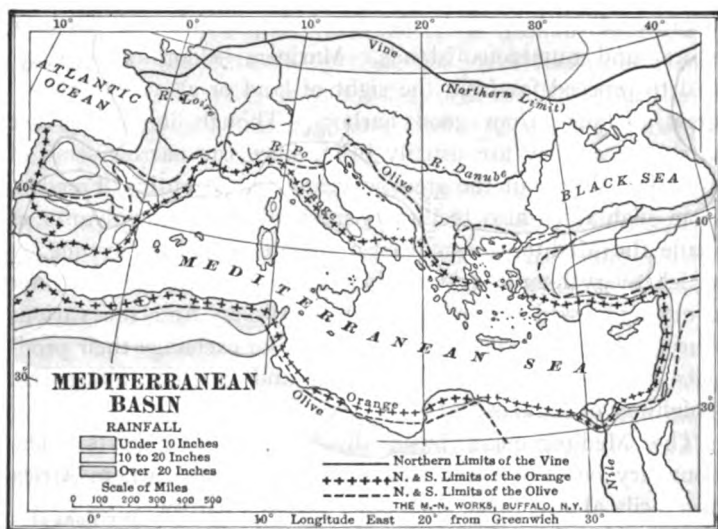 10° 0° 10° 20° 30° 40° 45°
Vine
(Northern Limit)
ATLANTIC
OCEAN
R. Loire
R. Po
R. Danube
Olive
Orange
BLACK SEA
40°
40°
MEDITERRANEAN SEA
30°
30°
Orange
Olive
Nile
MEDITERRANEAN
BASIN
RAINFALL
Under 10 Inches
10 to 20 Inches
Over 20 Inches
Scale of Miles
0 100 200 300 400 500
Northern Limits of the Vine
N. & S. Limits of the Orange
N. & S. Limits of the Olive
THE M.-N. WORKS, BUFFALO, N.Y.
0° 10° Longitude East 20° from Greenwich 30°